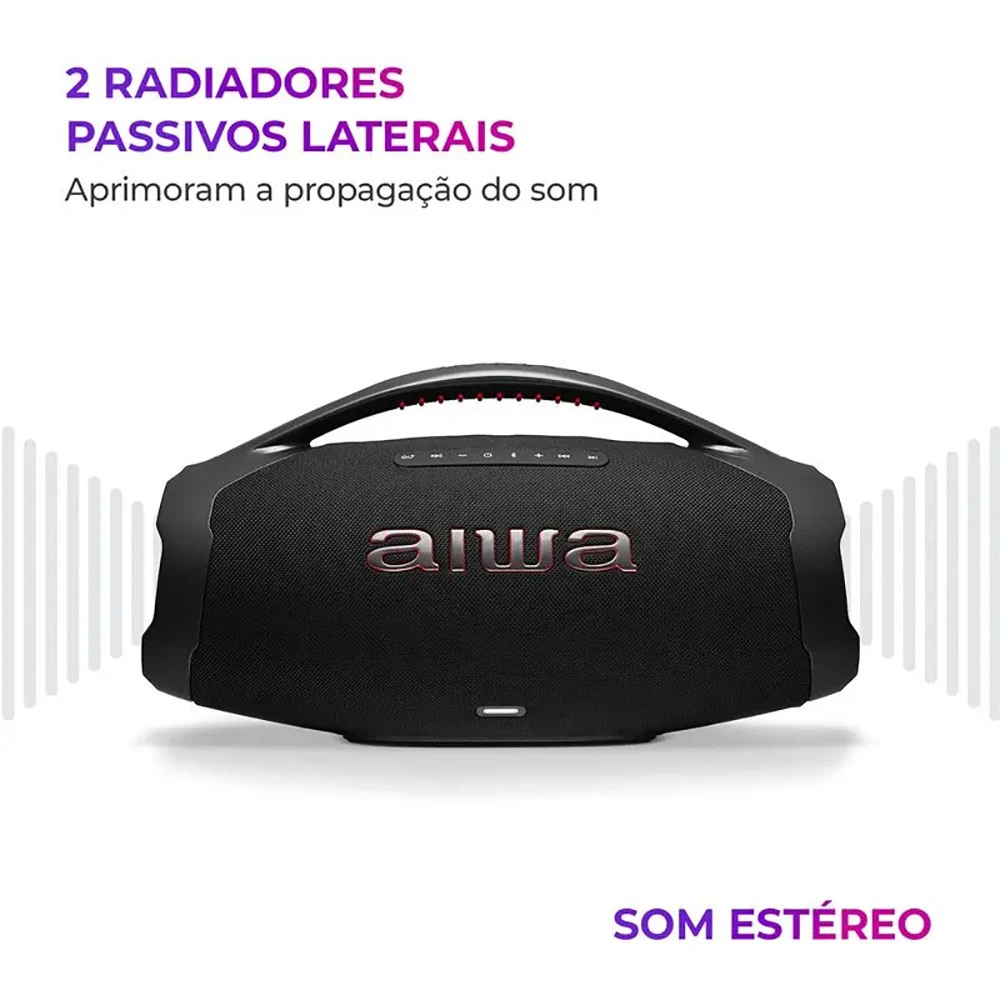 2 RADIADORES
PASSIVOS LATERAIS
Aprimoram a propagação do som
aiwa
SOM ESTÉREO